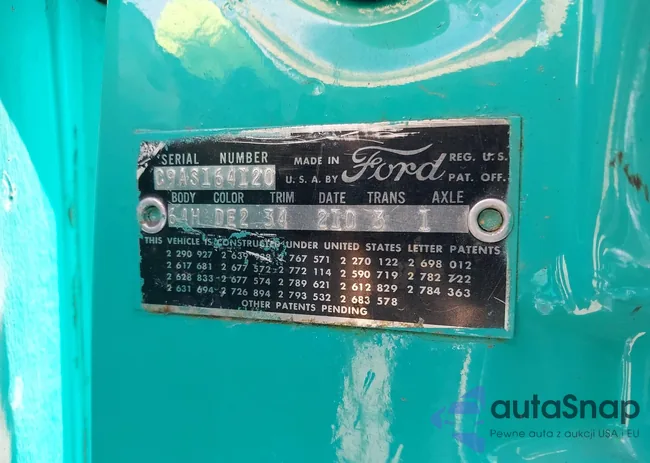 SERIAL NUMBER
MADE IN
U.S.A. BY
Ford
REG. U.S.
PAT. OFF.
C9AS164120
BODY COLOR TRIM DATE TRANS AXLE
64H DE2 34 21D 3 1
THIS VEHICLE IS CONSTRUCTED UNDER UNITED STATES LETTER PATENTS
2 290 927 2 639 988 2 767 571 2 270 122 2 698 012
2 617 681 2 677 572 2 772 114 2 590 719 2 782 722
2 628 833 2 677 574 2 789 621 2 612 829 2 784 363
2 631 694 2 726 894 2 793 532 2 683 578
OTHER PATENTS PENDING
autaSnap
Pewne auta z aukcji USA i EU